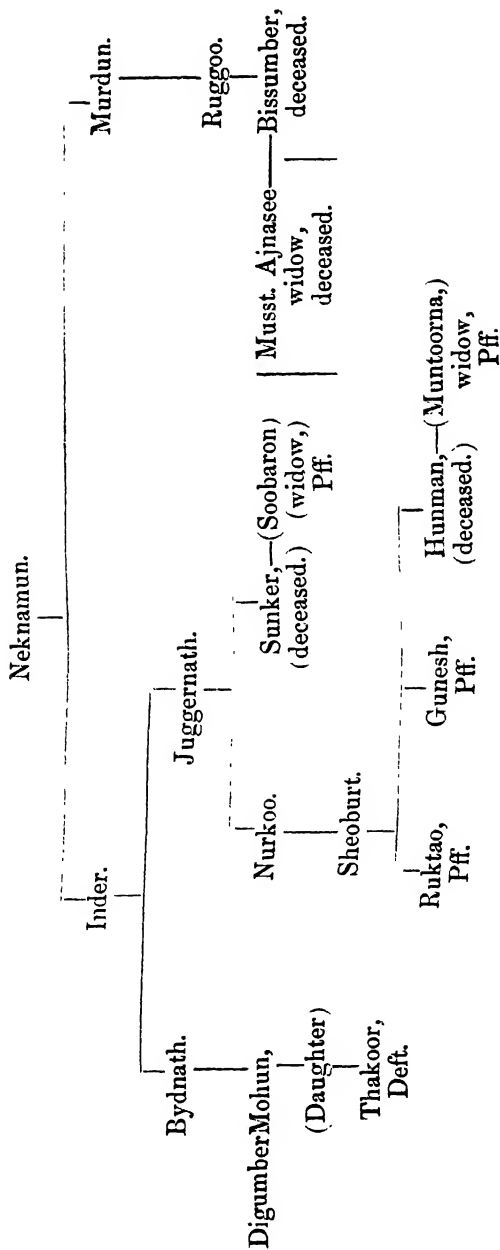 Neknamun.
Inder.
Murdun.
Bydnath.
Juggernath.
Ruggoo.
DigumberMohun,
Nurkoo.
Sunker,—(Soobaron)
(deceased.) (widow,)
Pff.
Musst. Ajnasee—Bissumber,
widow, deceased.
deceased.
(Daughter)
Sheoburt.
Thakoor,
Deft.
Ruktao,
Pff.
Gunesh,
Pff.
Hunman,—(Muntoorna,)
(deceased.) widow,
Pff.